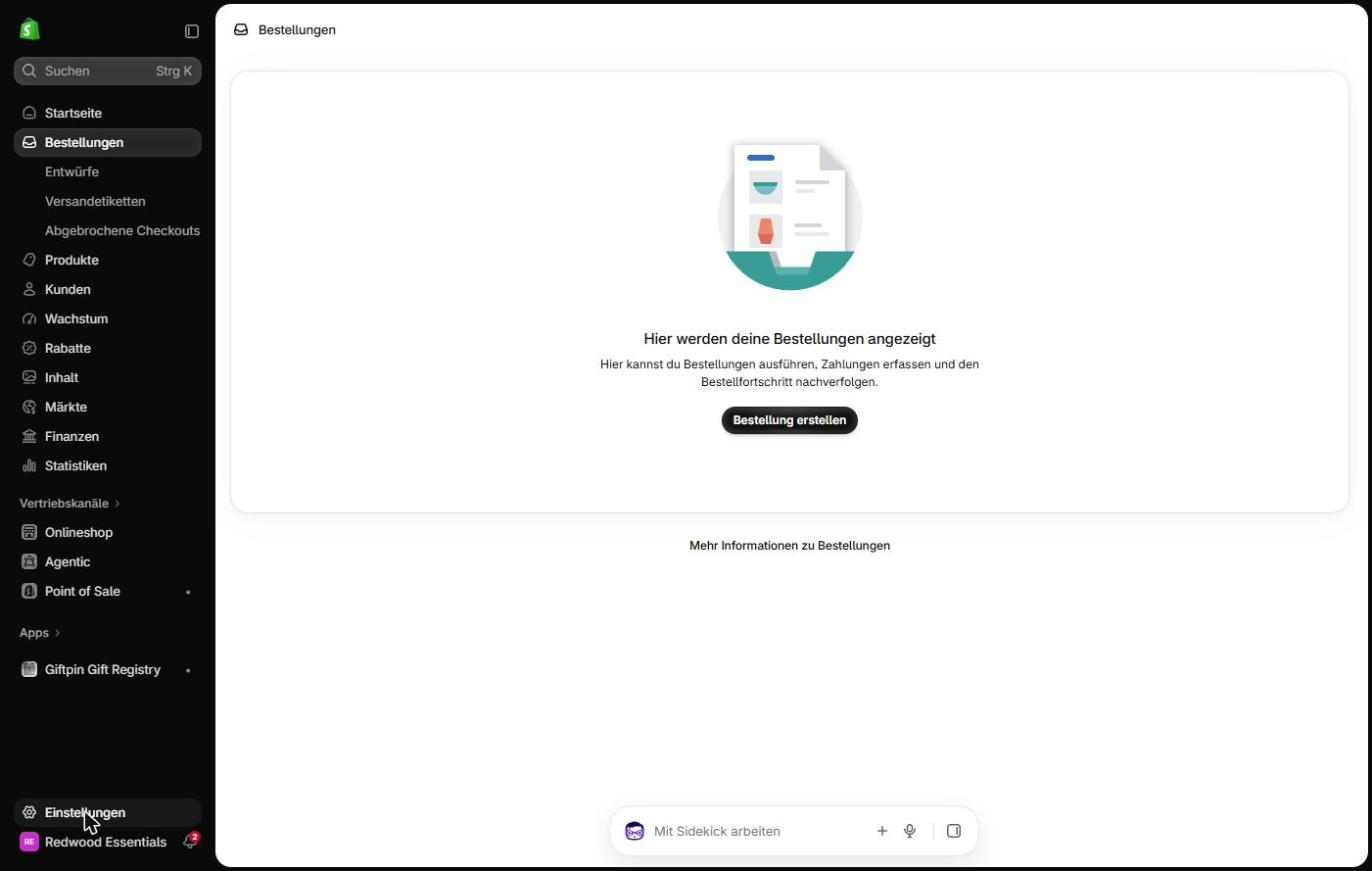 Suchen Strg K
Startseite
Bestellungen
Entwürfe
Versandetiketten
Abgebrochene Checkouts
Produkte
Kunden
Wachstum
Rabatte
Inhalt
Märkte
Finanzen
Statistiken
Vertriebskanäle
Onlineshop
Agentic
Point of Sale
Apps
Giftpin Gift Registry
Einstellungen
RE Redwood Essentials 2
Bestellungen
Hier werden deine Bestellungen angezeigt
Hier kannst du Bestellungen ausführen, Zahlungen erfassen und den
Bestellfortschritt nachverfolgen.
Bestellung erstellen
Mehr Informationen zu Bestellungen
Mit Sidekick arbeiten